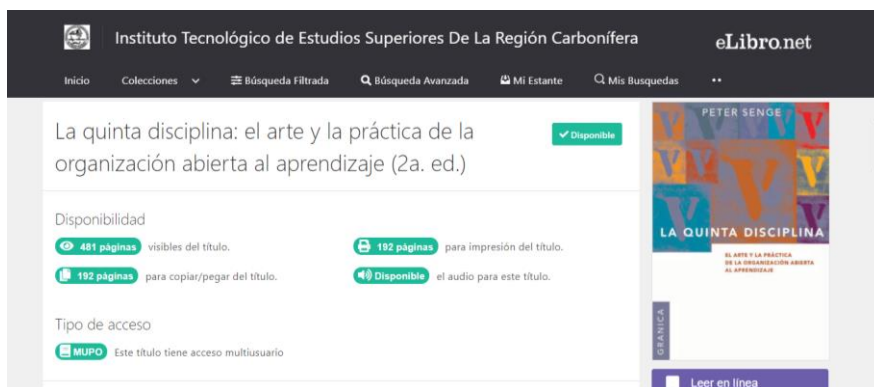 Instituto Tecnológico de Estudios Superiores De La Región Carbonífera
eLibro.net
Inicio Colecciones Búsqueda Filtrada Búsqueda Avanzada Mi Estante Mis Busquedas ..
La quinta disciplina: el arte y la práctica de la
organización abierta al aprendizaje (2a. ed.)
Disponible
Disponibilidad
481 páginas visibles del título.
192 páginas para impresión del título.
192 páginas para copiar/pegar del título.
Disponible el audio para este título.
Tipo de acceso
MUPO Este título tiene acceso multiusuario
PETER SENGE
LA QUINTA DISCIPLINA
EL ARTE Y LA PRÁCTICA
DE LA ORGANIZACIÓN ABIERTA
AL APRENDIZAJE
GRANICA
Leer en línea